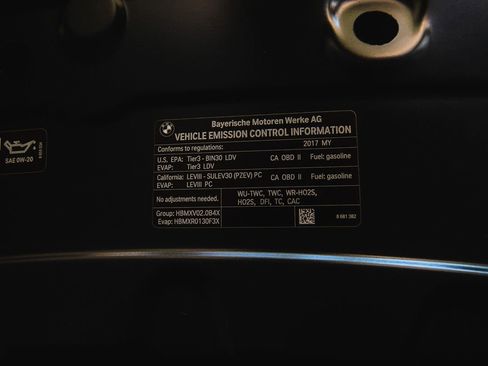 BMW
Bayerische Motoren Werke AG
VEHICLE EMISSION CONTROL INFORMATION
Conforms to regulations: 2017 MY
U.S. EPA: Tier3 - BIN30 LDV CA OBD II Fuel: gasoline
EVAP: Tier3 LDV
California: LEVIII - SULEV30 (PZEV) PC CA OBD II Fuel: gasoline
EVAP: LEVIII PC
No adjustments needed. WU-TWC, TWC, WR-HO2S,
HO2S, DFI, TC, CAC
Group: HBMXV02.0B4X
Evap: HBMXR0130F3X
8 681 382
SAE 0W-20